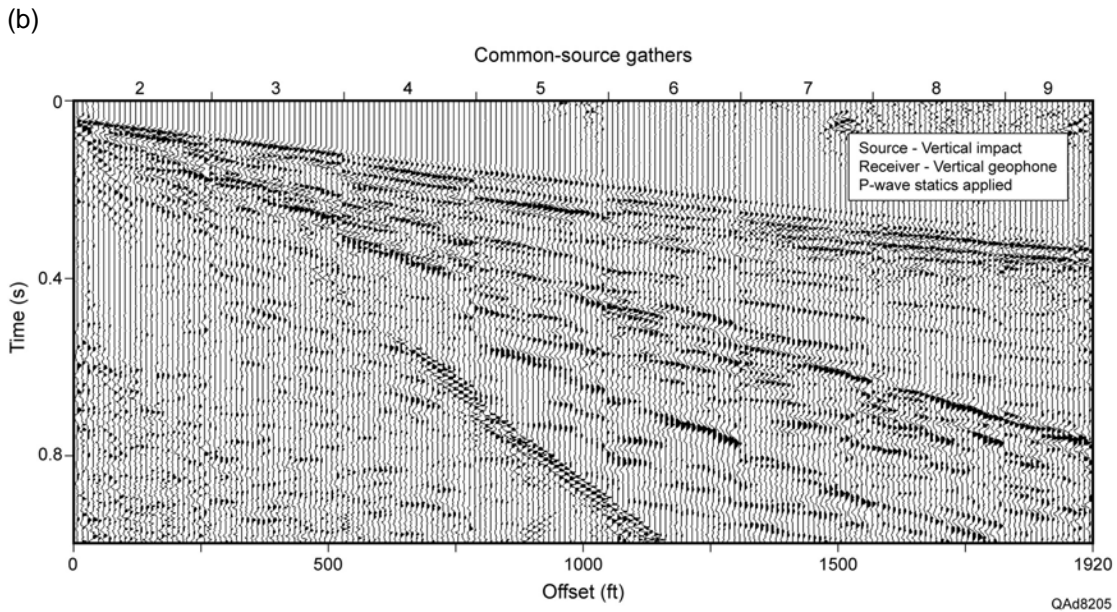 (b)
Common-source gathers
2 3 4 5 6 7 8 9
0
Source - Vertical impact
Receiver - Vertical geophone
P-wave statics applied
0.4
Time (s)
0.8
0 500 1000 1500 1920
Offset (ft)
QAd8205